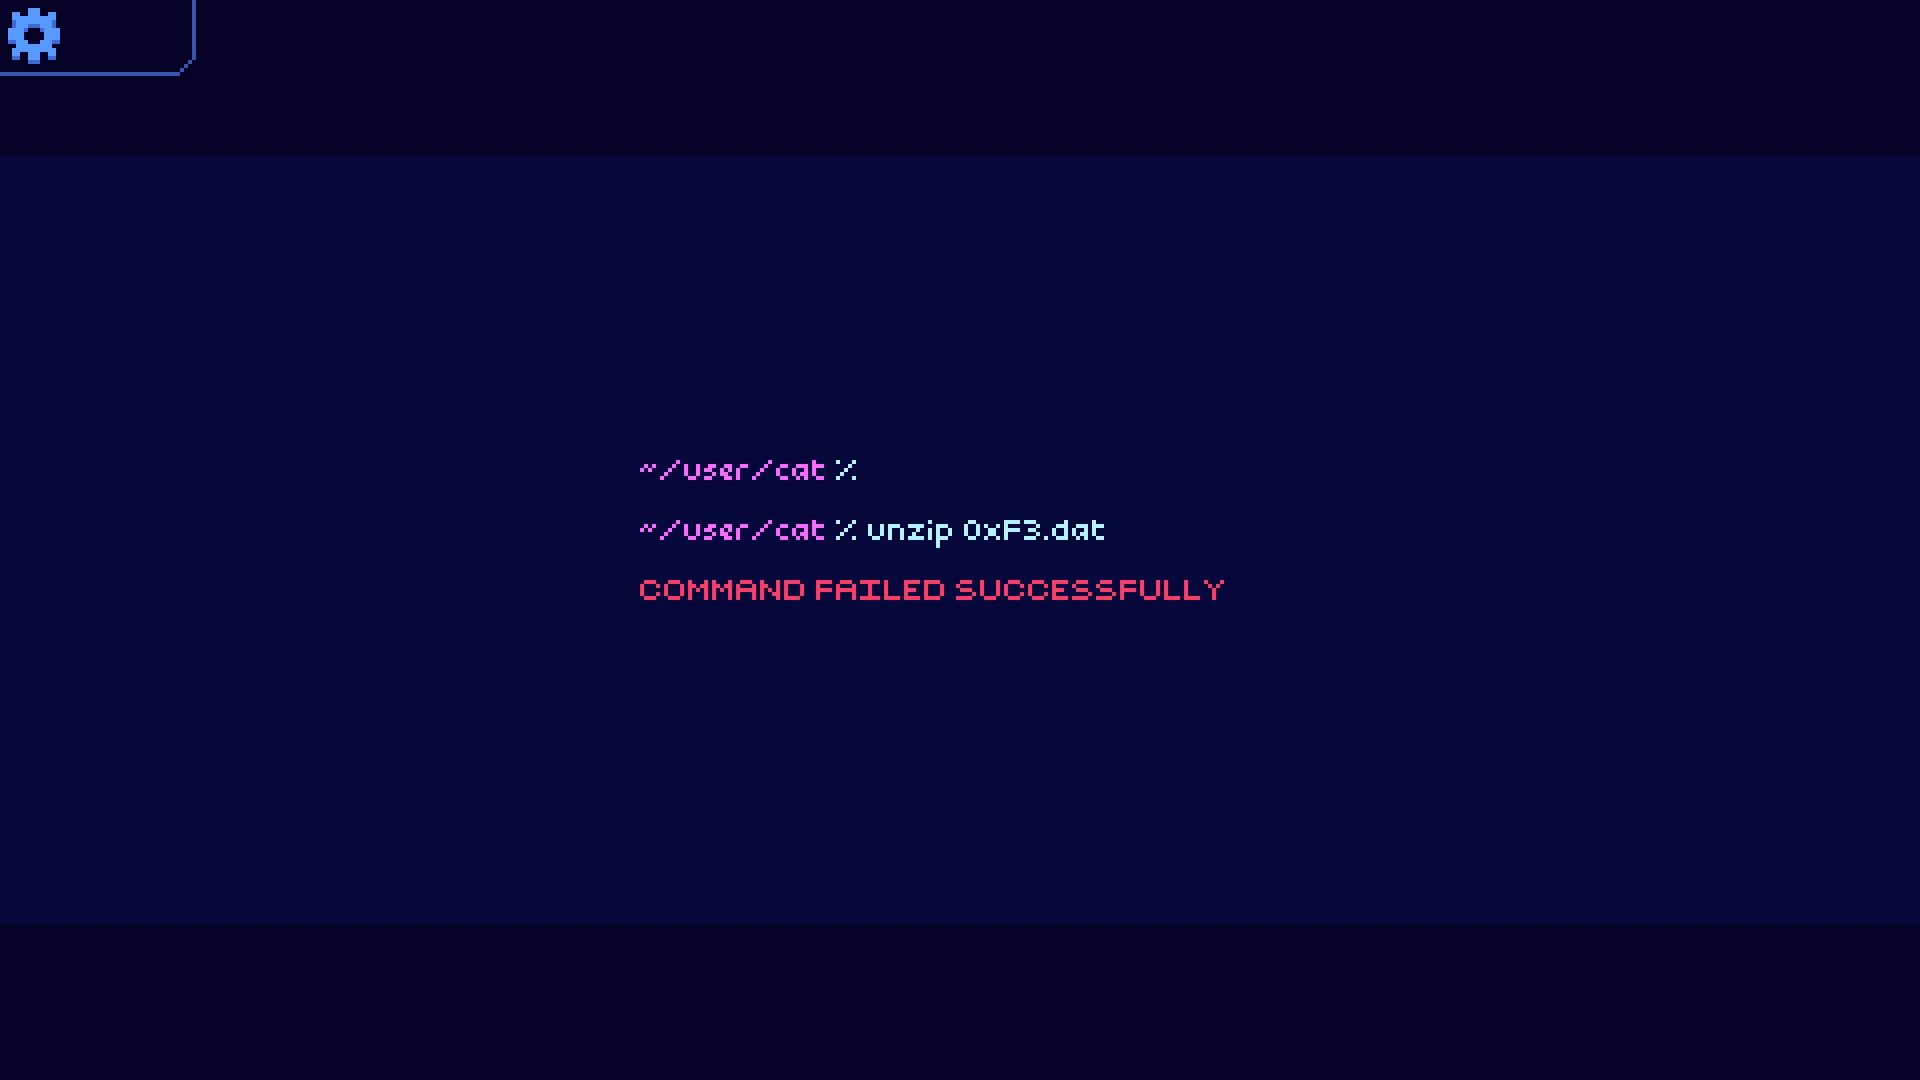 ~/user/cat %
~/user/cat % unzip 0xF3.dat
COMMAND FAILED SUCCESSFULLY